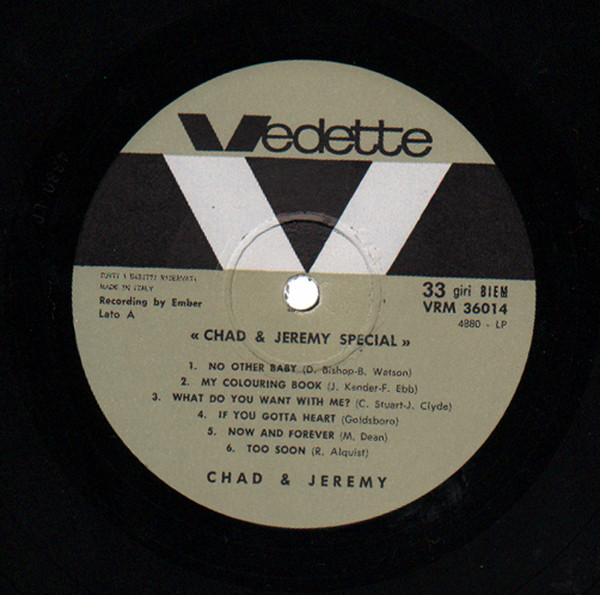 Vedette
TUTTI I DIRITTI RISERVATI
MADE IN ITALY
Recording by Ember
Lato A
33 giri BIEM
VRM 36014
4880 - LP
« CHAD & JEREMY SPECIAL »
1. NO OTHER BABY (D. Bishop-B. Watson)
2. MY COLOURING BOOK (J. Kander-F. Ebb)
3. WHAT DO YOU WANT WITH ME? (C. Stuart-J. Clyde)
4. IF YOU GOTTA HEART (Goldsboro)
5. NOW AND FOREVER (M. Dean)
6. TOO SOON (R. Alquist)
CHAD & JEREMY